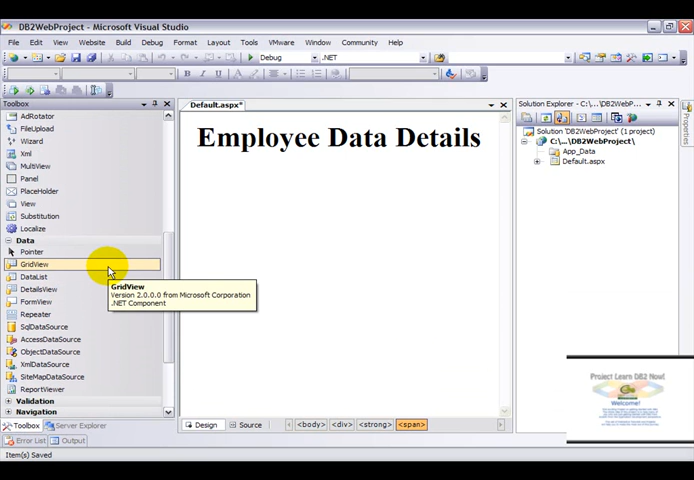 DB2WebProject - Microsoft Visual Studio
File Edit View Website Build Debug Format Layout Tools VMware Window Community Help
Debug .NET
Toolbox
AdRotator
FileUpload
Wizard
Xml
MultiView
Panel
PlaceHolder
View
Substitution
Localize
Data
Pointer
GridView
DataList
DetailsView
FormView
Repeater
SqlDataSource
AccessDataSource
ObjectDataSource
XmlDataSource
SiteMapDataSource
ReportViewer
Validation
Navigation
GridView
Version 2.0.0.0 from Microsoft Corporation
.NET Component
Toolbox Server Explorer
Error List Output
Item(s) Saved
Default.aspx*
Employee Data Details
Design Source <body> <div> <strong> <span>
Solution Explorer - C:\...\DB2WebP...
Solution 'DB2WebProject' (1 project)
C:\...\DB2WebProject\
App_Data
Default.aspx
Properties
Project Learn DB2 Now!
Welcome!